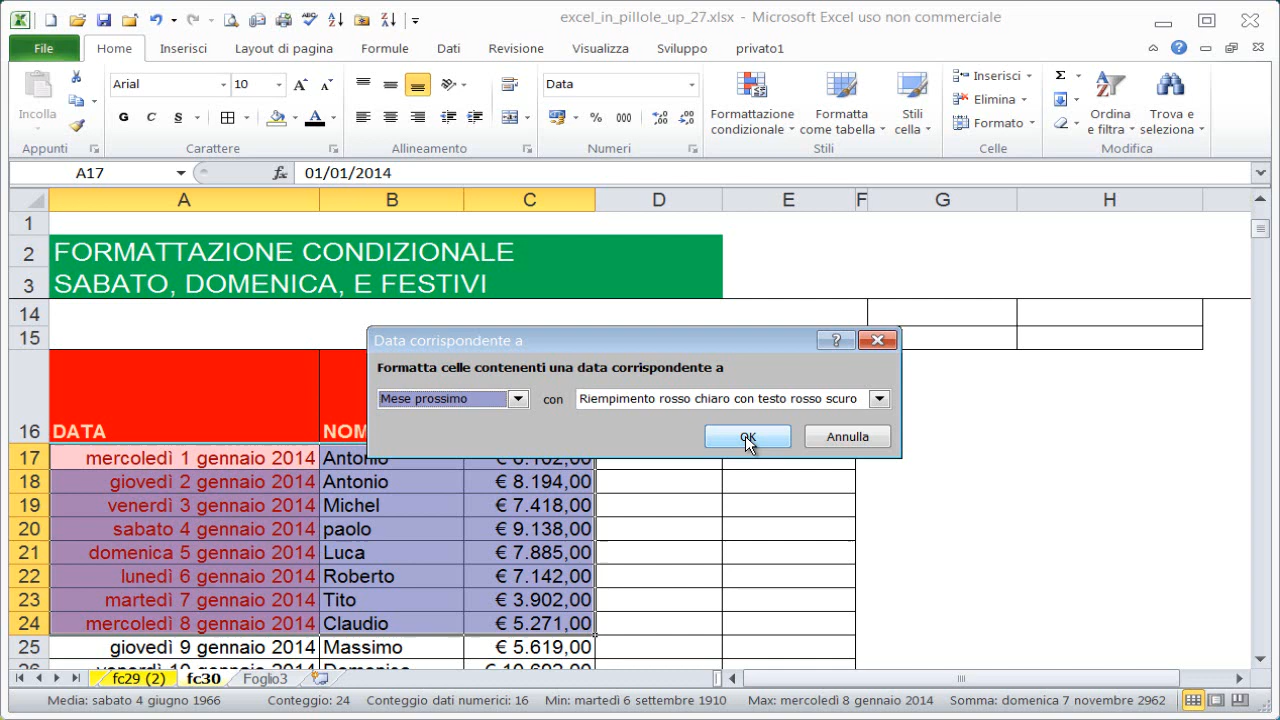 excel_in_pillole_up_27.xlsx - Microsoft Excel uso non commerciale
File Home Inserisci Layout di pagina Formule Dati Revisione Visualizza Sviluppo privato1
Incolla Arial 10 Data Formattazione condizionale Formatta come tabella Stili cella Inserisci Elimina Formato Ordina e filtra Trova e seleziona
G C S % 000
Appunti Carattere Allineamento Numeri Stili Celle Modifica
A17 fx 01/01/2014
A B C D E F G H
1
2 FORMATTAZIONE CONDIZIONALE
3 SABATO, DOMENICA, E FESTIVI
14
15
Data corrispondente a
Formatta celle contenenti una data corrispondente a
Mese prossimo con Riempimento rosso chiaro con testo rosso scuro
OK Annulla
16 DATA NOM
17 mercoledì 1 gennaio 2014 Antonio
18 giovedì 2 gennaio 2014 Antonio € 8.194,00
19 venerdì 3 gennaio 2014 Michel € 7.418,00
20 sabato 4 gennaio 2014 paolo € 9.138,00
21 domenica 5 gennaio 2014 Luca € 7.885,00
22 lunedì 6 gennaio 2014 Roberto € 7.142,00
23 martedì 7 gennaio 2014 Tito € 3.902,00
24 mercoledì 8 gennaio 2014 Claudio € 5.271,00
25 giovedì 9 gennaio 2014 Massimo € 5.619,00
26 venerdì 10 gennaio 2014
fc29 (2) fc30 Foglio3
Media: sabato 4 giugno 1966 Conteggio: 24 Conteggio dati numerici: 16 Min: martedì 6 settembre 1910 Max: mercoledì 8 gennaio 2014 Somma: domenica 7 novembre 2962